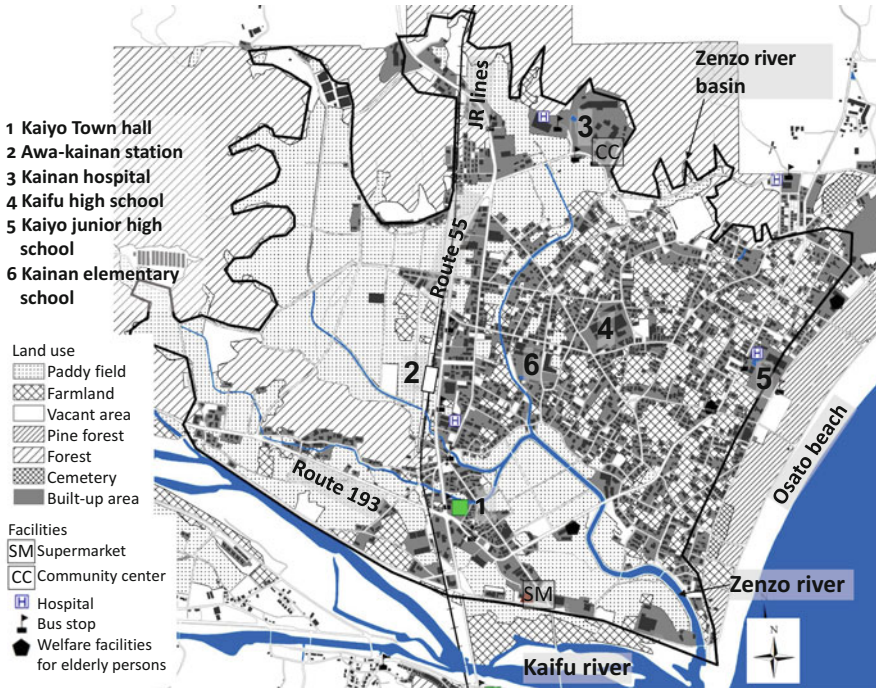 Zenzo river
basin
JR lines
H
3
CC
1 Kaiyo Town hall
2 Awa-kainan station
3 Kainan hospital
4 Kaifu high school
5 Kaiyo junior high
school
6 Kainan elementary
school
H
Route 55
4
Land use
Paddy field
Farmland
Vacant area
Pine forest
Forest
Cemetery
Built-up area
2
6
H
5
H
Osato beach
Route 193
1
Facilities
SM Supermarket
CC Community center
H Hospital
Bus stop
Welfare facilities
for elderly persons
SM
Zenzo river
Kaifu river
N